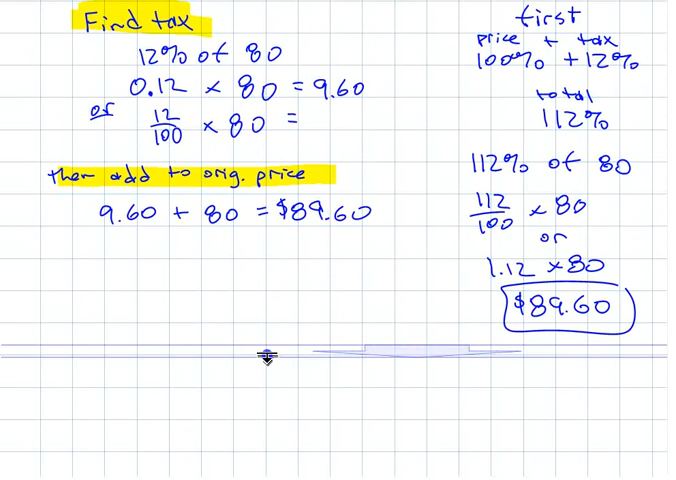 Find tax
12% of 80
0.12 × 80 = 9.60
or 12/100 × 80 =
then add to orig. price
9.60 + 80 = $89.60
first
price + tax
100% + 12%
total
112%
112% of 80
112/100 × 80
or
1.12 × 80
$89.60